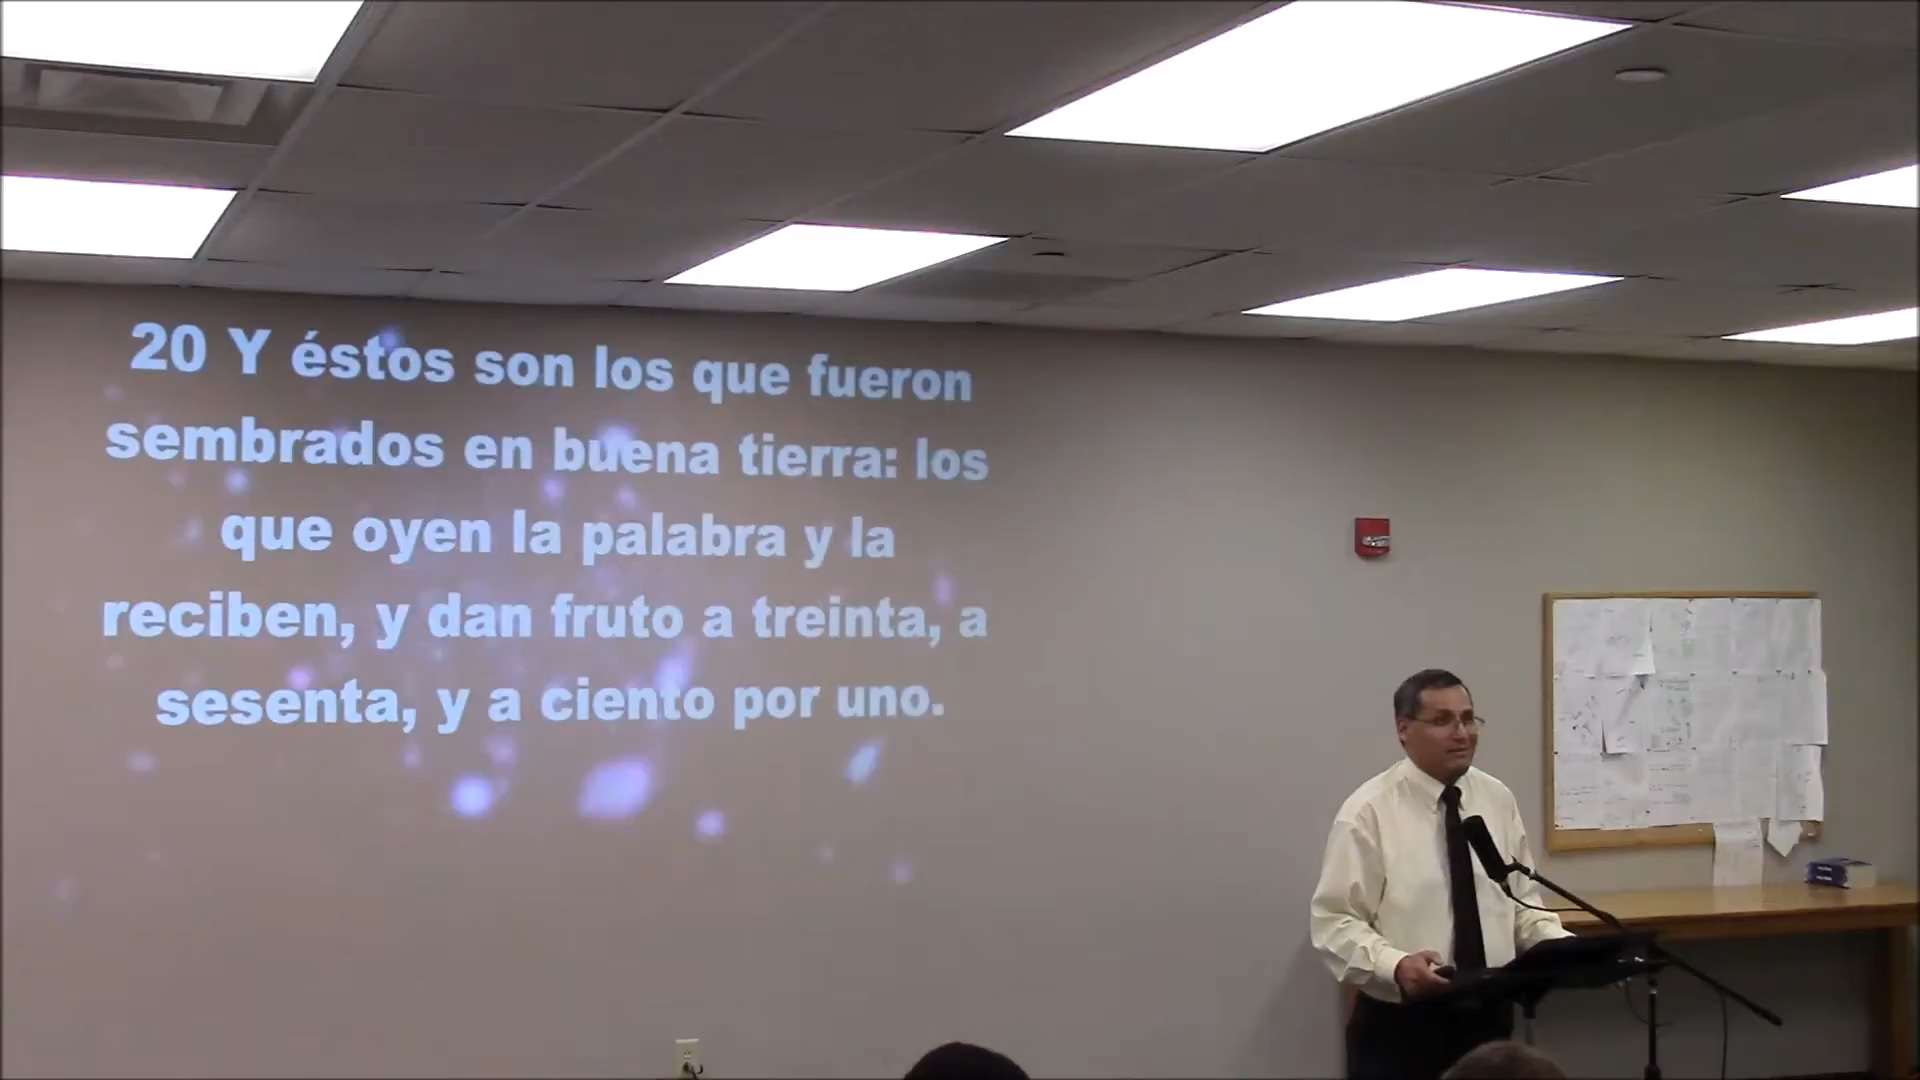 20 Y éstos son los que fueron
sembrados en buena tierra: los
que oyen la palabra y la
reciben, y dan fruto a treinta, a
sesenta, y a ciento por uno.